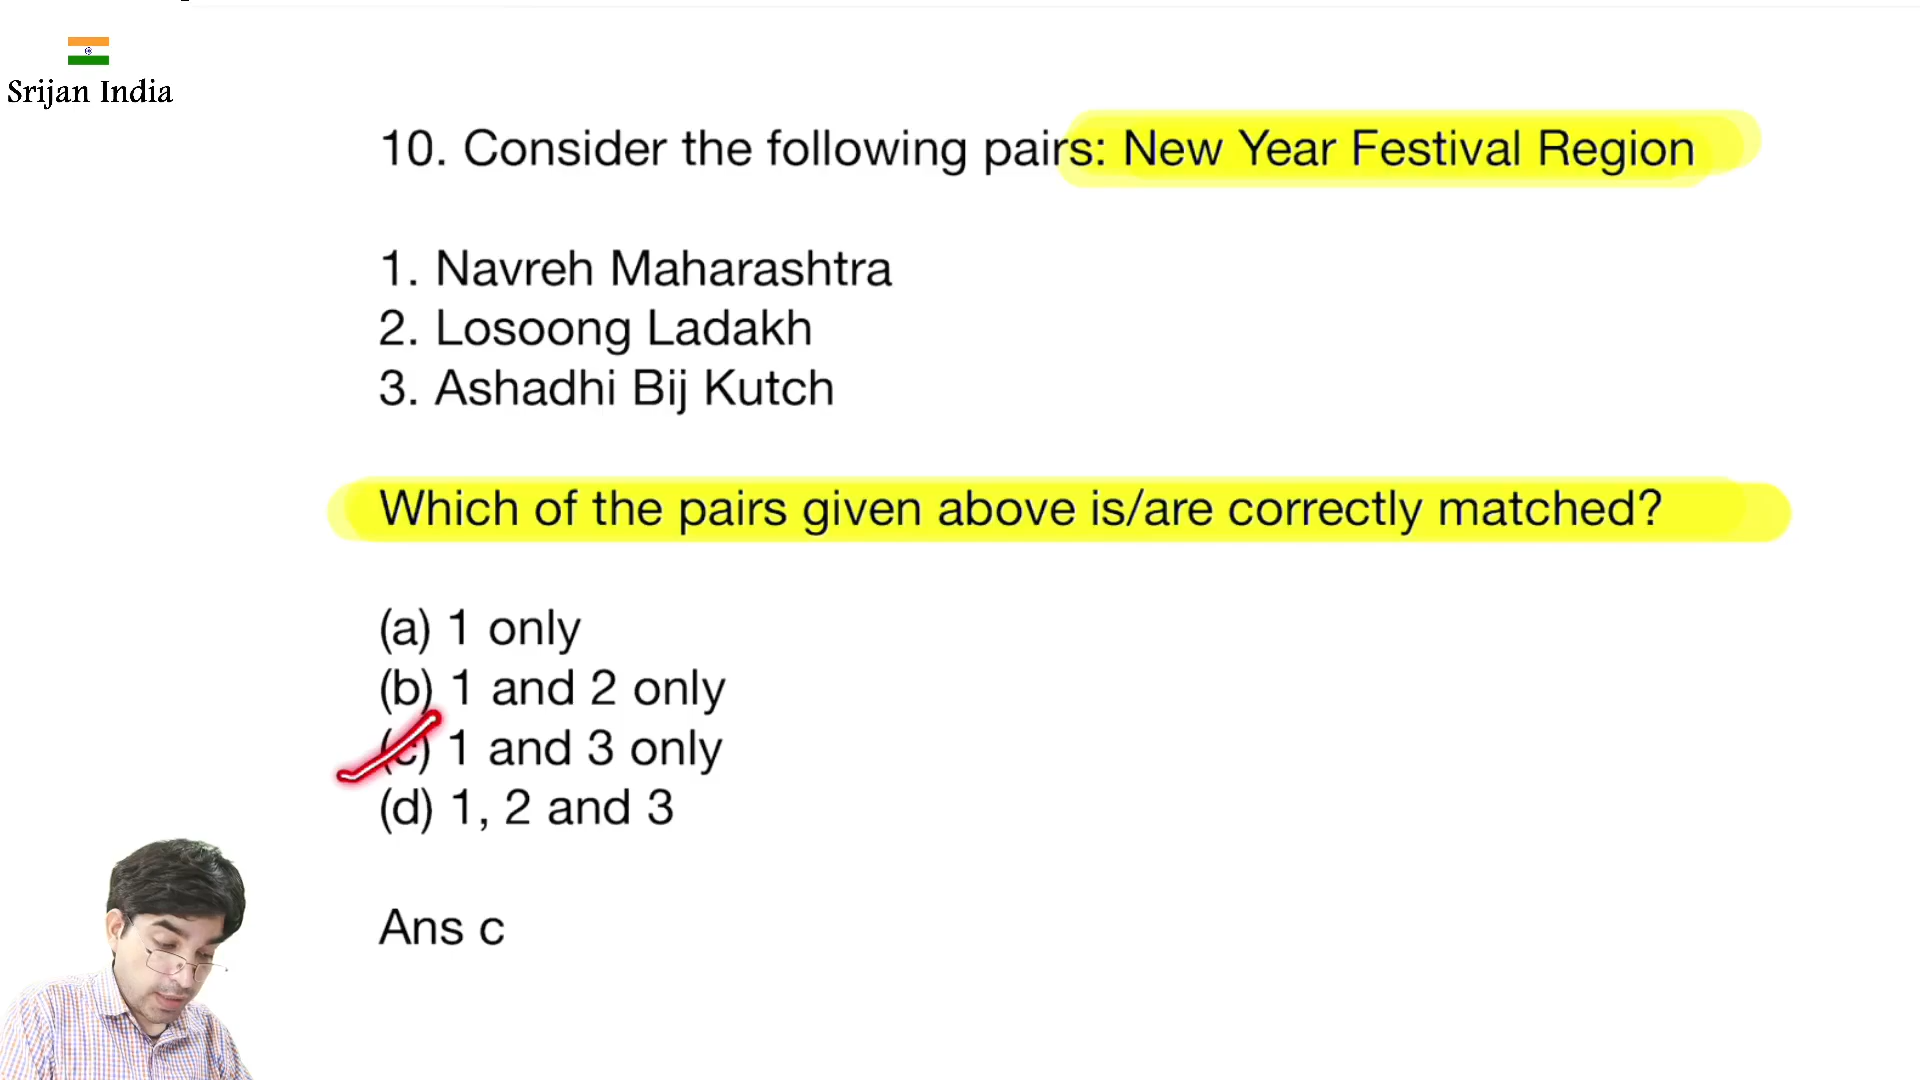 Srijan India
10. Consider the following pairs: New Year Festival Region
1. Navreh Maharashtra
2. Losoong Ladakh
3. Ashadhi Bij Kutch
Which of the pairs given above is/are correctly matched?
(a) 1 only
(b) 1 and 2 only
(c) 1 and 3 only
(d) 1, 2 and 3
Ans c